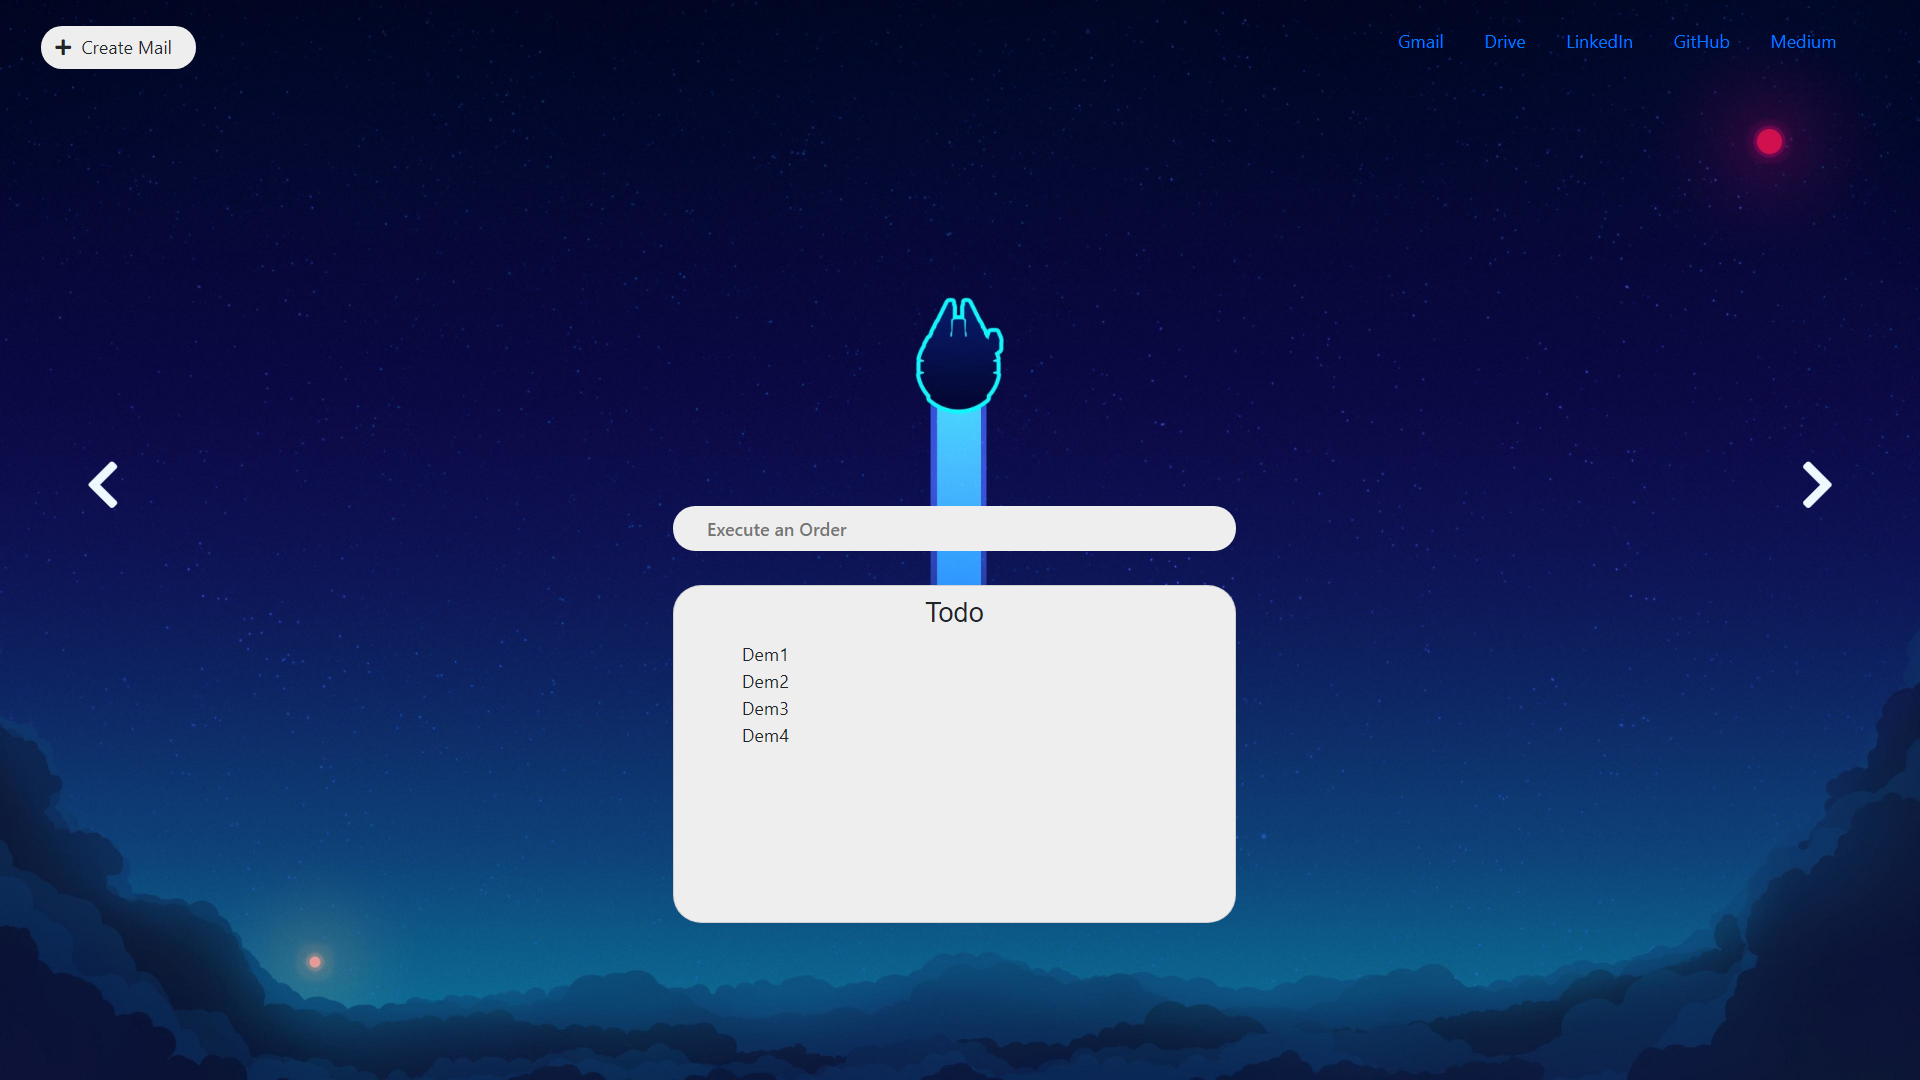 Create Mail
Gmail Drive LinkedIn GitHub Medium
Execute an Order
Todo
Dem1
Dem2
Dem3
Dem4